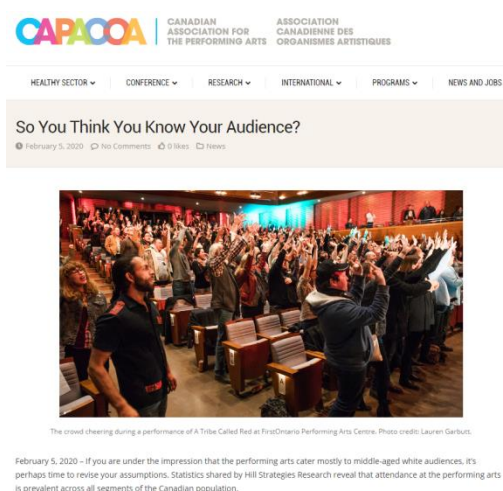 CAPACOA
CANADIAN
ASSOCIATION FOR
THE PERFORMING ARTS
ASSOCIATION
CANADIENNE DES
ORGANISMES ARTISTIQUES
HEALTHY SECTOR CONFERENCE RESEARCH INTERNATIONAL PROGRAMS NEWS AND JOBS
So You Think You Know Your Audience?
February 5, 2020 No Comments 0 likes News
The crowd cheering during a performance of A Tribe Called Red at FirstOntario Performing Arts Centre. Photo credit: Lauren Garbutt.
February 5, 2020 – If you are under the impression that the performing arts cater mostly to middle-aged white audiences, it's
perhaps time to revise your assumptions. Statistics shared by Hill Strategies Research reveal that attendance at the performing arts
is prevalent across all segments of the Canadian population.